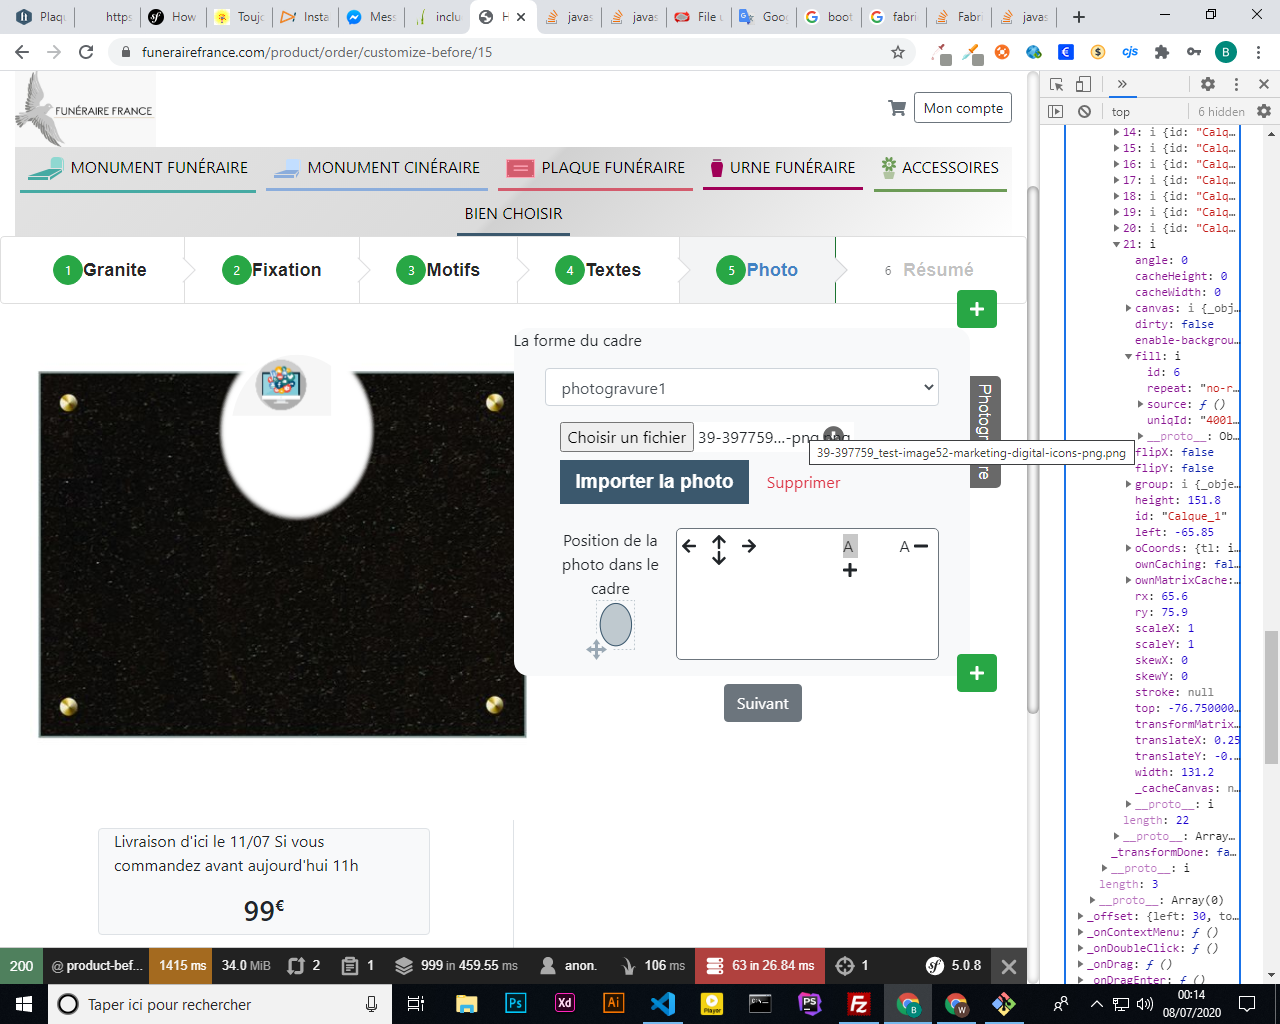 Plaqu
https
How
Toujo
Insta
Mess
inclu
H
javas
javas
File u
Goo
boot
fabri
Fabri
javas
funerairefrance.com/product/order/customize-before/15
cjs
B
FUNÉRAIRE FRANCE
Mon compte
MONUMENT FUNÉRAIRE
MONUMENT CINÉRAIRE
PLAQUE FUNÉRAIRE
URNE FUNÉRAIRE
ACCESSOIRES
BIEN CHOISIR
1 Granite
2 Fixation
3 Motifs
4 Textes
5 Photo
6 Résumé
La forme du cadre
photogravure1
Choisir un fichier 39-397759...-png.png
39-397759_test-image52-marketing-digital-icons-png.png
Importer la photo
Supprimer
Position de la
photo dans le
cadre
A
A
Suivant
Livraison d'ici le 11/07 Si vous
commandez avant aujourd'hui 11h
99€
top
6 hidden
14: i {id: "Calq…
15: i {id: "Calq…
16: i {id: "Calq…
17: i {id: "Calq…
18: i {id: "Calq…
19: i {id: "Calq…
20: i {id: "Calq…
21: i
angle: 0
cacheHeight: 0
cacheWidth: 0
canvas: i {_obj…
dirty: false
enable-backgrou…
fill: i
id: 6
repeat: "no-r…
source: ƒ ()
uniqId: "4001…
__proto__: Ob…
flipX: false
flipY: false
group: i {_obje…
height: 151.8
id: "Calque_1"
left: -65.85
oCoords: {tl: i…
ownCaching: fal…
ownMatrixCache:…
rx: 65.6
ry: 75.9
scaleX: 1
scaleY: 1
skewX: 0
skewY: 0
stroke: null
top: -76.750000…
transformMatrix…
translateX: 0.25
translateY: -0.…
width: 131.2
_cacheCanvas: n…
__proto__: i
length: 22
__proto__: Array…
_transformDone: fa…
__proto__: i
length: 3
__proto__: Array(0)
_offset: {left: 30, to…
_onContextMenu: ƒ ()
_onDoubleClick: ƒ ()
_onDrag: ƒ ()
_onDragEnter: ƒ ()
200
@ product-bef...
1415 ms
34.0 MiB
2
1
999 in 459.55 ms
anon.
106 ms
63 in 26.84 ms
1
5.0.8
Taper ici pour rechercher
00:14
08/07/2020